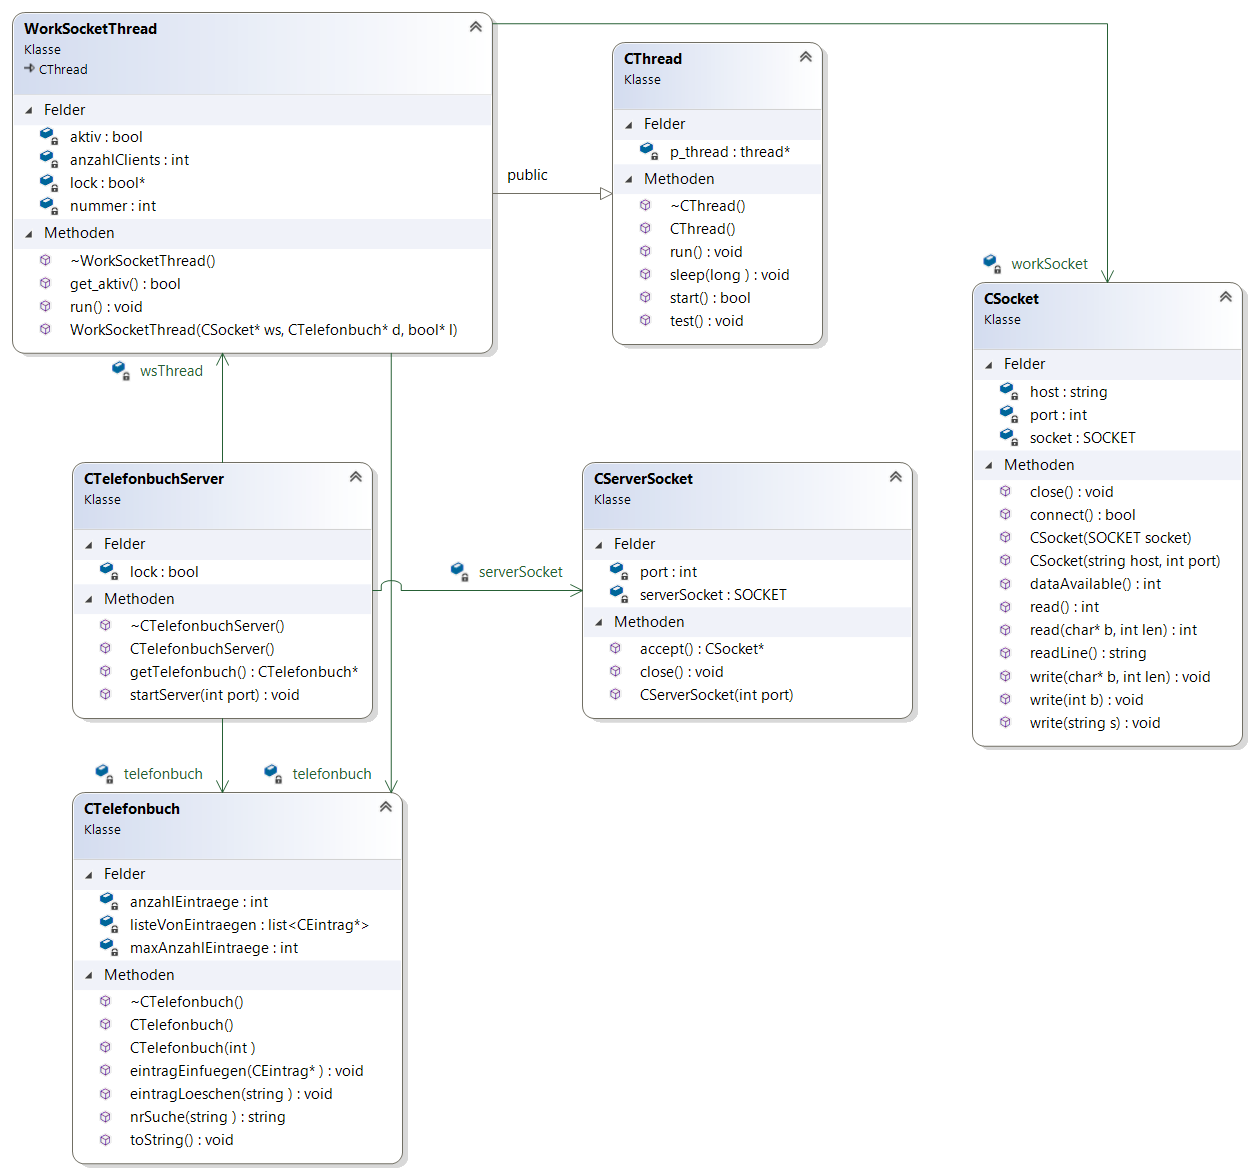 WorkSocketThread
Klasse
CThread
Felder
aktiv : bool
anzahlClients : int
lock : bool*
nummer : int
Methoden
~WorkSocketThread()
get_aktiv() : bool
run() : void
WorkSocketThread(CSocket* ws, CTelefonbuch* d, bool* l)
public
CThread
Klasse
Felder
p_thread : thread*
Methoden
~CThread()
CThread()
run() : void
sleep(long ) : void
start() : bool
test() : void
workSocket
CSocket
Klasse
Felder
host : string
port : int
socket : SOCKET
Methoden
close() : void
connect() : bool
CSocket(SOCKET socket)
CSocket(string host, int port)
dataAvailable() : int
read() : int
read(char* b, int len) : int
readLine() : string
write(char* b, int len) : void
write(int b) : void
write(string s) : void
wsThread
CTelefonbuchServer
Klasse
Felder
lock : bool
Methoden
~CTelefonbuchServer()
CTelefonbuchServer()
getTelefonbuch() : CTelefonbuch*
startServer(int port) : void
serverSocket
CServerSocket
Klasse
Felder
port : int
serverSocket : SOCKET
Methoden
accept() : CSocket*
close() : void
CServerSocket(int port)
telefonbuch
telefonbuch
CTelefonbuch
Klasse
Felder
anzahlEintraege : int
listeVonEintraegen : list<CEintrag*>
maxAnzahlEintraege : int
Methoden
~CTelefonbuch()
CTelefonbuch()
CTelefonbuch(int )
eintragEinfuegen(CEintrag* ) : void
eintragLoeschen(string ) : void
nrSuche(string ) : string
toString() : void